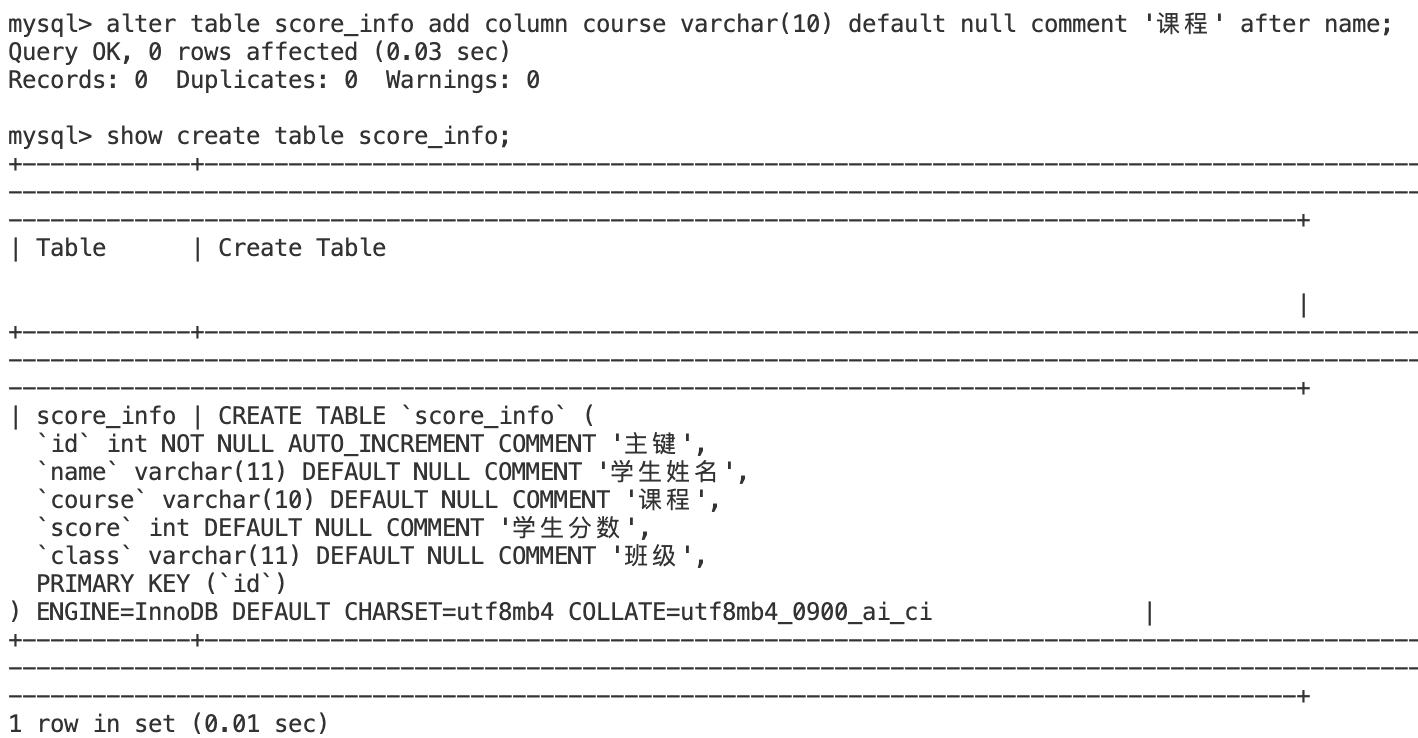 mysql> alter table score_info add column course varchar(10) default null comment '课程' after name;
Query OK, 0 rows affected (0.03 sec)
Records: 0  Duplicates: 0  Warnings: 0
mysql> show create table score_info;
| Table      | Create Table
|
| score_info | CREATE TABLE `score_info` (
  `id` int NOT NULL AUTO_INCREMENT COMMENT '主键',
  `name` varchar(11) DEFAULT NULL COMMENT '学生姓名',
  `course` varchar(10) DEFAULT NULL COMMENT '课程',
  `score` int DEFAULT NULL COMMENT '学生分数',
  `class` varchar(11) DEFAULT NULL COMMENT '班级',
  PRIMARY KEY (`id`)
) ENGINE=InnoDB DEFAULT CHARSET=utf8mb4 COLLATE=utf8mb4_0900_ai_ci |
1 row in set (0.01 sec)